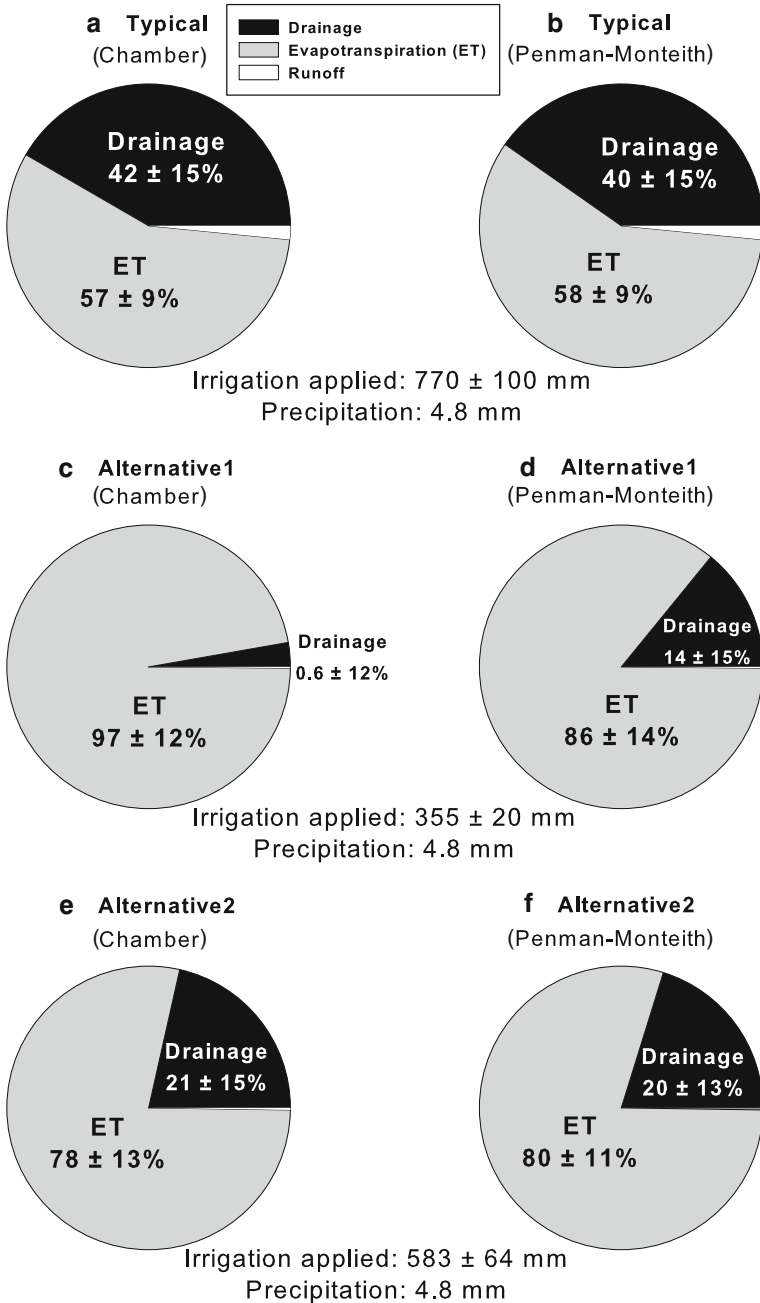 a Typical
(Chamber)
Drainage
Evapotranspiration (ET)
Runoff
b Typical
(Penman-Monteith)
Drainage
42 ± 15%
ET
57 ± 9%
Drainage
40 ± 15%
ET
58 ± 9%
Irrigation applied: 770 ± 100 mm
Precipitation: 4.8 mm
c Alternative1
(Chamber)
d Alternative1
(Penman-Monteith)
Drainage
0.6 ± 12%
ET
97 ± 12%
Drainage
14 ± 15%
ET
86 ± 14%
Irrigation applied: 355 ± 20 mm
Precipitation: 4.8 mm
e Alternative2
(Chamber)
f Alternative2
(Penman-Monteith)
Drainage
21 ± 15%
ET
78 ± 13%
Drainage
20 ± 13%
ET
80 ± 11%
Irrigation applied: 583 ± 64 mm
Precipitation: 4.8 mm